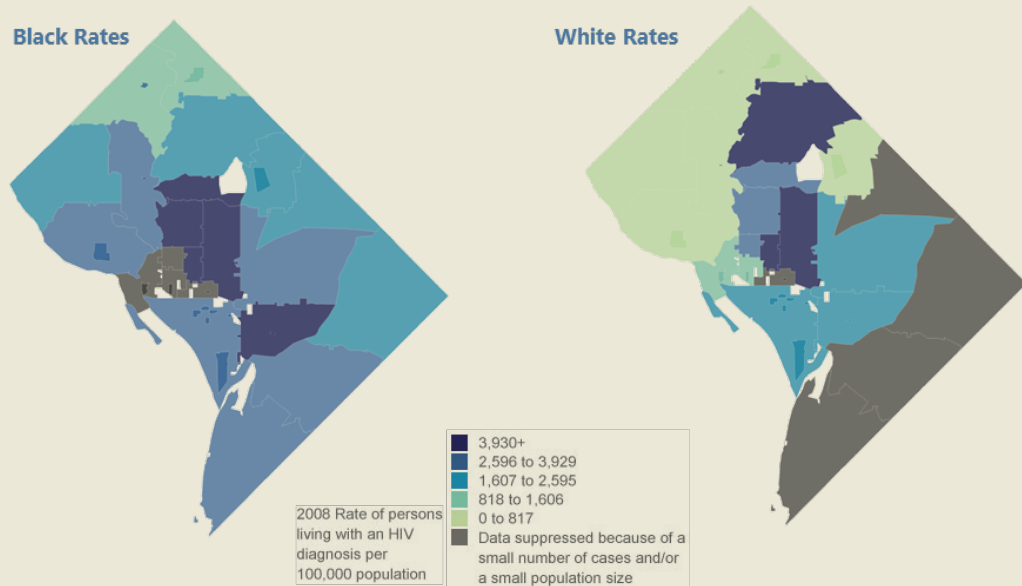 Black Rates
White Rates
3,930+
2,596 to 3,929
1,607 to 2,595
818 to 1,606
0 to 817
Data suppressed because of a
small number of cases and/or
a small population size
2008 Rate of persons
living with an HIV
diagnosis per
100,000 population